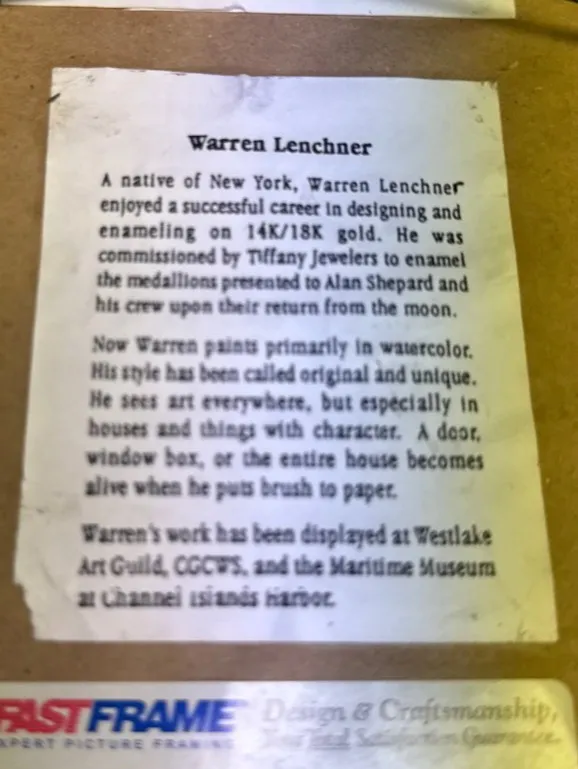 Warren Lenchner
A native of New York, Warren Lenchner
enjoyed a successful career in designing and
enameling on 14K/18K gold. He was
commissioned by Tiffany Jewelers to enamel
the medallions presented to Alan Shepard and
his crew upon their return from the moon.
Now Warren paints primarily in watercolor.
His style has been called original and unique.
He sees art everywhere, but especially in
houses and things with character. A door,
window box, or the entire house becomes
alive when he puts brush to paper.
Warren's work has been displayed at Westlake
Art Guild, CGCWS, and the Maritime Museum
at Channel Islands Harbor.
FASTFRAME
EXPERT PICTURE FRAMING
Design & Craftsmanship,
Your Total Satisfaction Guarantee.